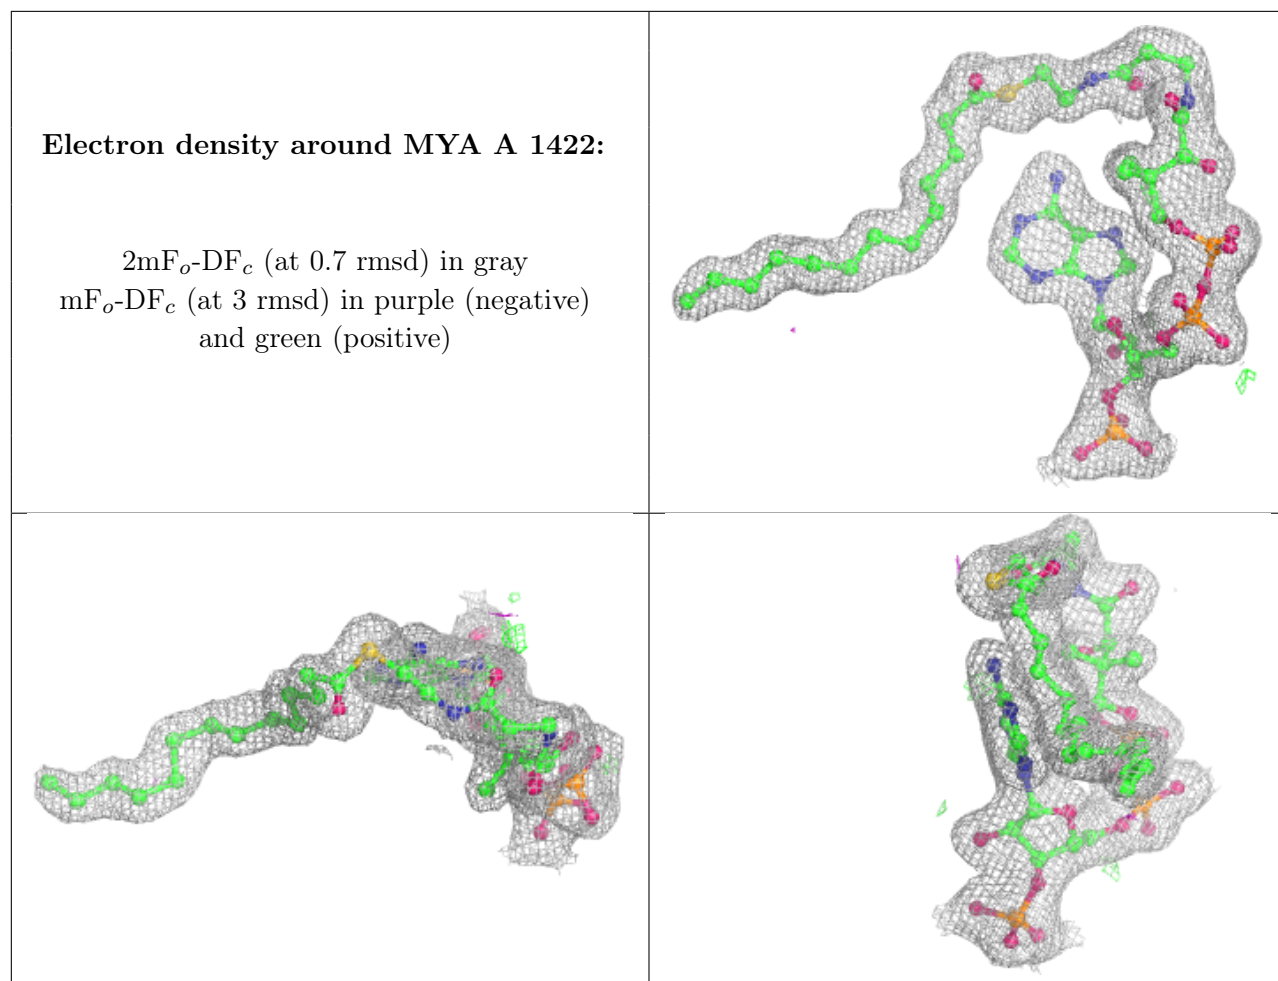 Electron density around MYA A 1422:
2mFo-DFc (at 0.7 rmsd) in gray
mFo-DFc (at 3 rmsd) in purple (negative)
and green (positive)